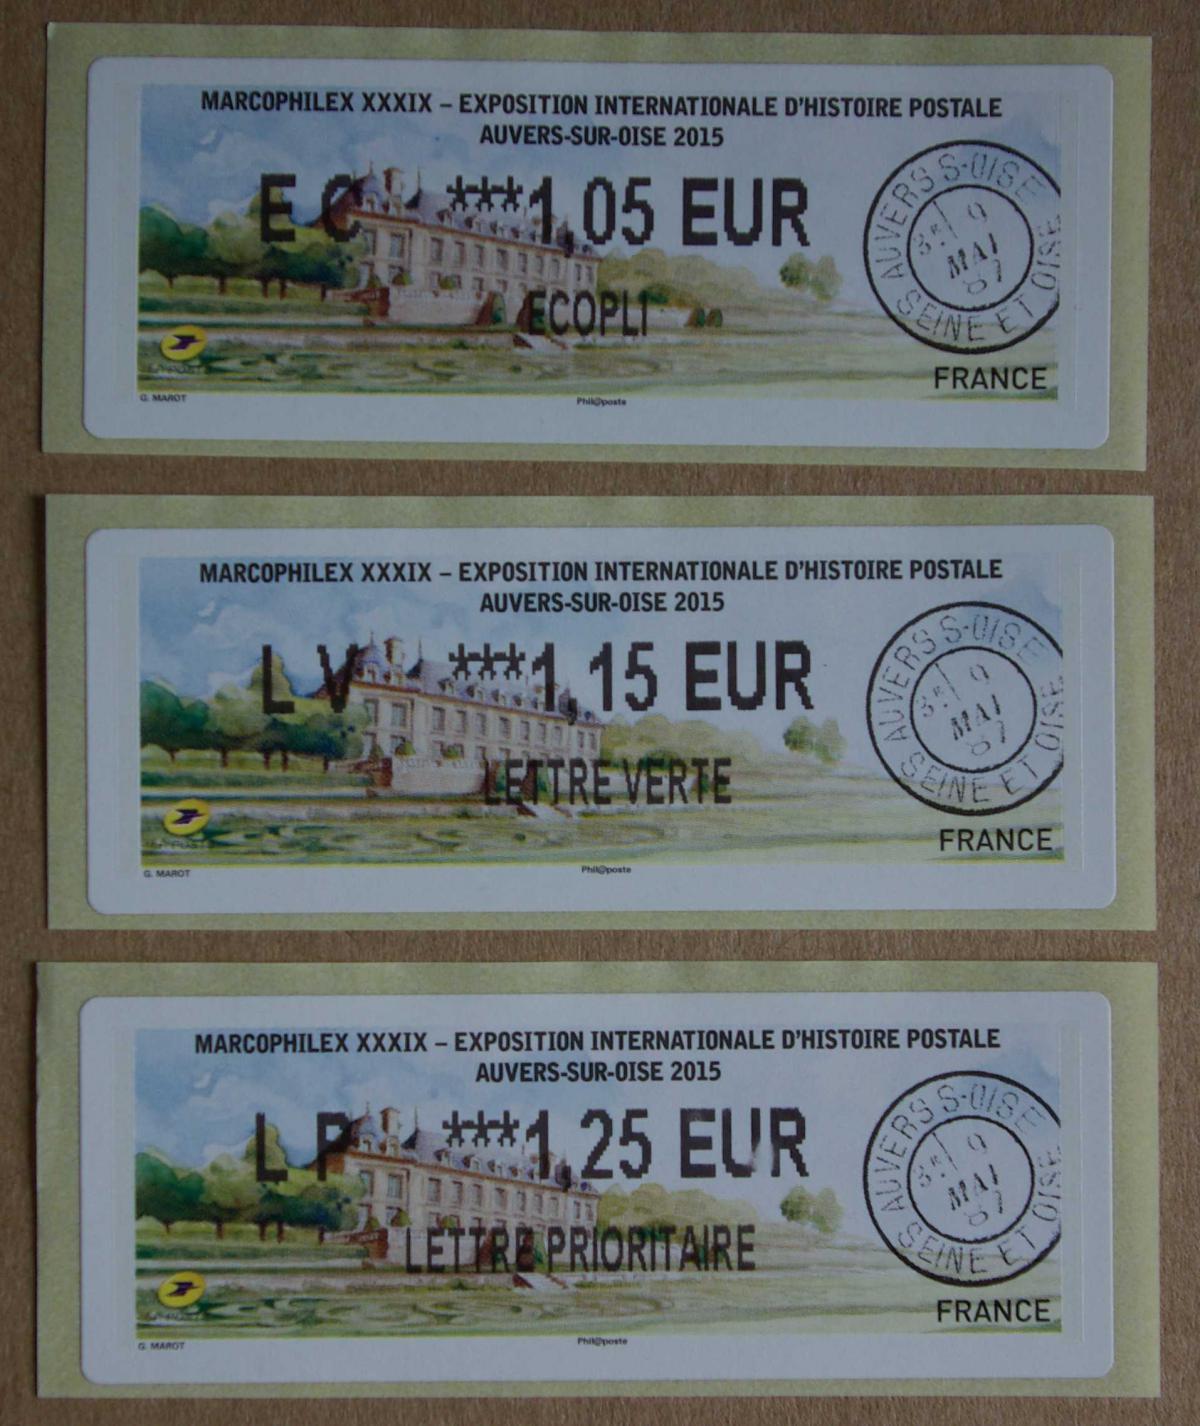 MARCOPHILEX XXXIX – EXPOSITION INTERNATIONALE D'HISTOIRE POSTALE
AUVERS-SUR-OISE 2015
E C ***1,05 EUR
ECOPLI
AUVERS S-OISE
9
MAI
SEINE ET OISE
FRANCE
G. MAROT
Phil@poste
MARCOPHILEX XXXIX – EXPOSITION INTERNATIONALE D'HISTOIRE POSTALE
AUVERS-SUR-OISE 2015
L V ***1,15 EUR
LETTRE VERTE
AUVERS S-OISE
9
MAI
SEINE ET OISE
FRANCE
G. MAROT
Phil@poste
MARCOPHILEX XXXIX – EXPOSITION INTERNATIONALE D'HISTOIRE POSTALE
AUVERS-SUR-OISE 2015
L P ***1,25 EUR
LETTRE PRIORITAIRE
AUVERS S-OISE
9
MAI
SEINE ET OISE
FRANCE
G. MAROT
Phil@poste